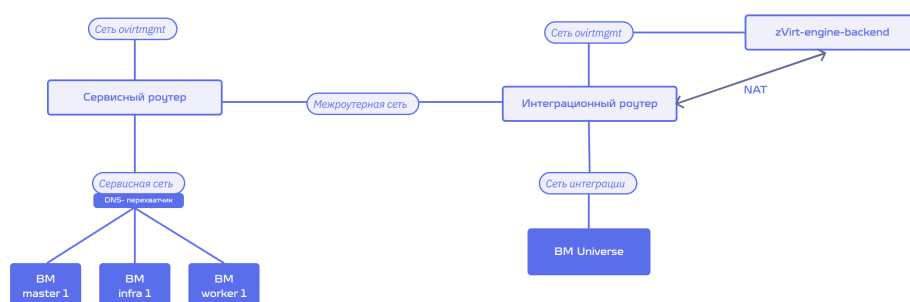 Сеть ovirtmgmt
Сеть ovirtmgmt
zVirt-engine-backend
Сервисный роутер
Межроутерная сеть
Интеграционный роутер
NAT
Сервисная сеть
DNS- перехватчик
Сеть интеграции
ВМ Universe
ВМ
master 1
ВМ
infra 1
ВМ
worker 1